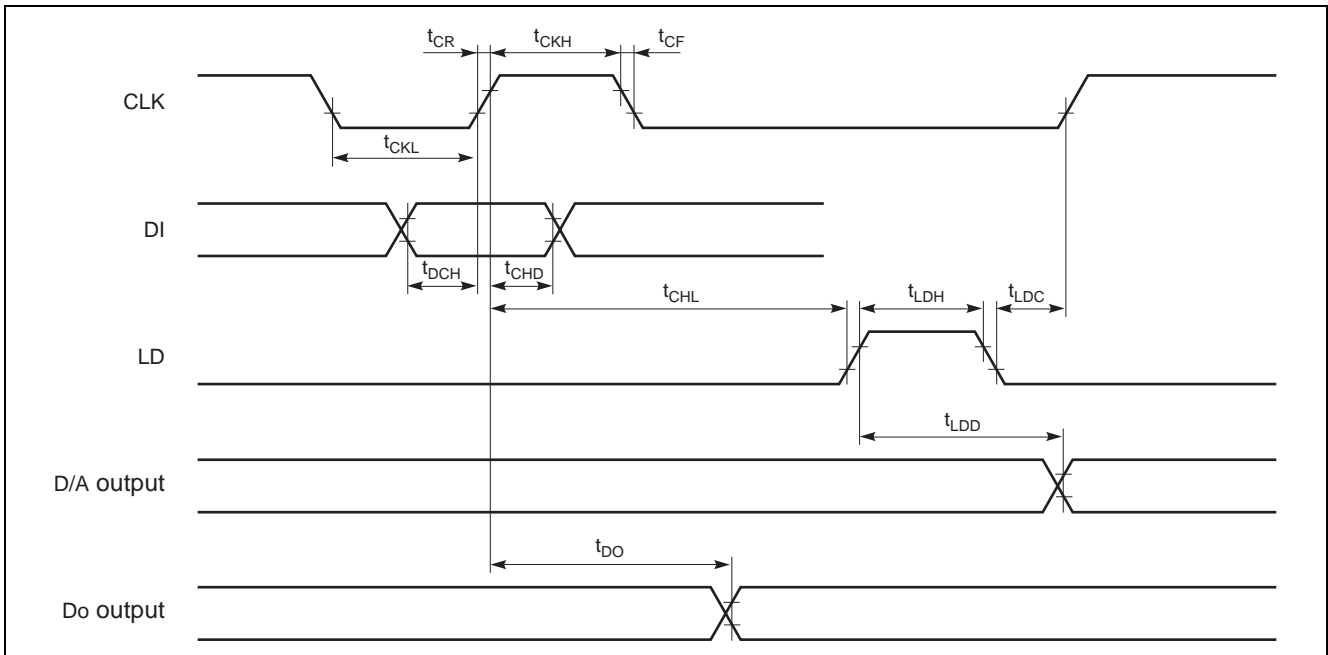 tCR tCKH tCF
CLK
tCKL
DI
tDCH tCHD
tCHL tLDH tLDC
LD
tLDD
D/A output
tDO
Do output